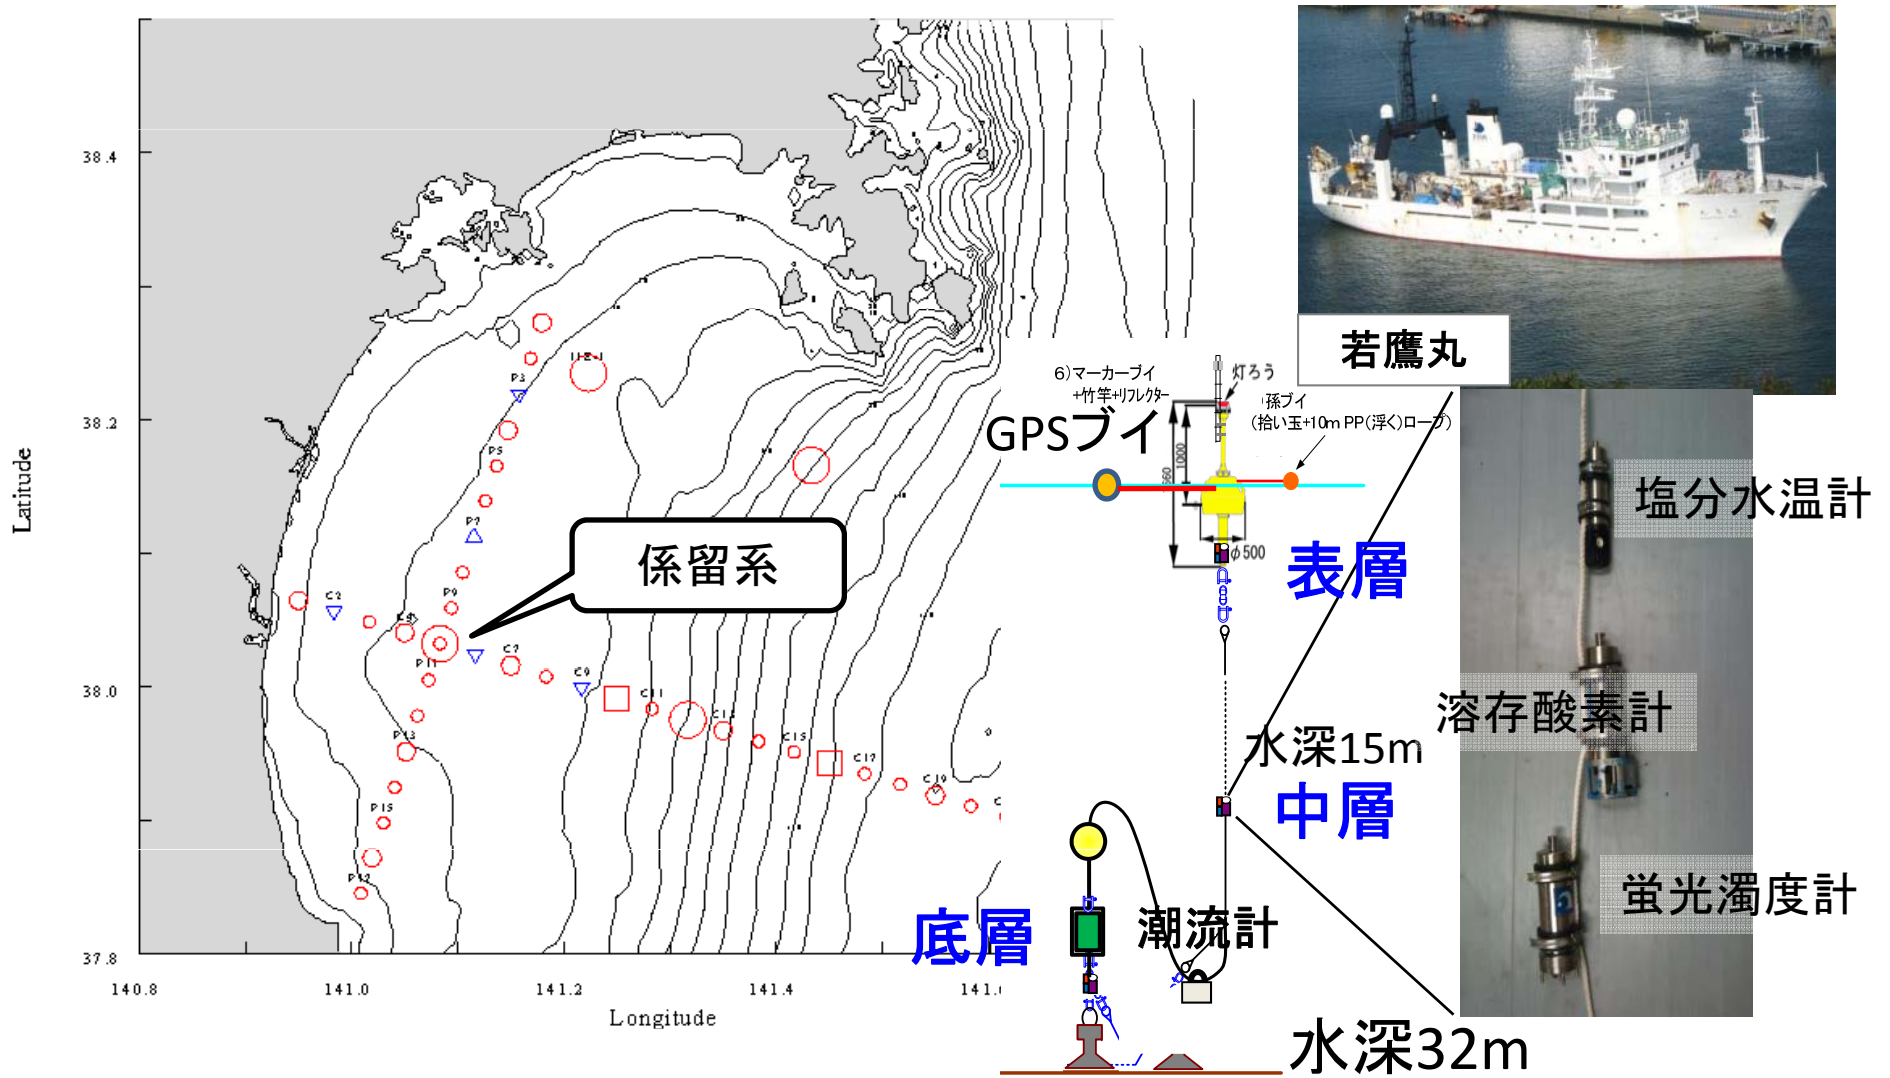 38.4
38.2
38.0
37.8
Latitude
140.8
141.0
141.2
141.4
Longitude
P3
P5
P7
P9
P11
P13
P15
C2
C7
C9
C11
C15
C17
C19
係留系
若鷹丸
6)マーカーブイ
+竹竿+リフレクター
GPSブイ
灯ろう
孫ブイ
(拾い玉+10m PP(浮く)ロープ)
1000
φ500
表層
水深15m
中層
底層
潮流計
水深32m
塩分水温計
溶存酸素計
蛍光濁度計